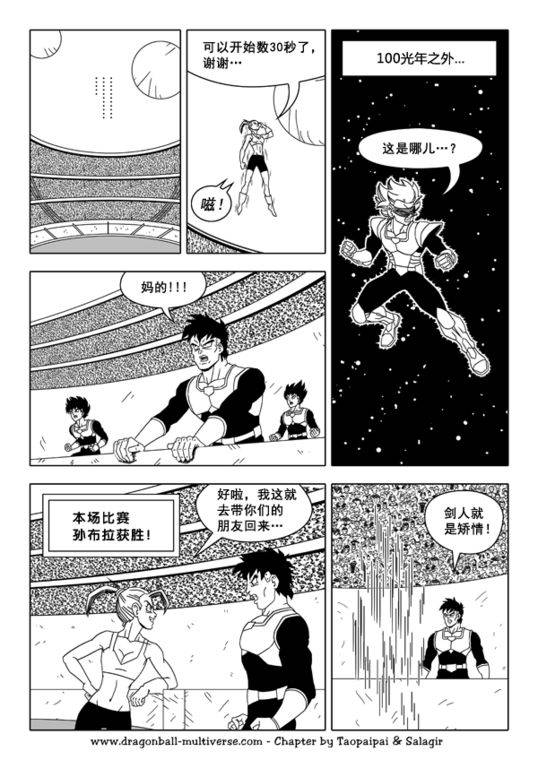 可以开始数30秒了，
谢谢…
嗞！
100光年之外…
这是哪儿…？
妈的!!!
本场比赛
孙布拉获胜！
好啦，我这就
去带你们的
朋友回来…
剑人就
是矫情！
www.dragonball-multiverse.com - Chapter by Taopaipai & Salagir